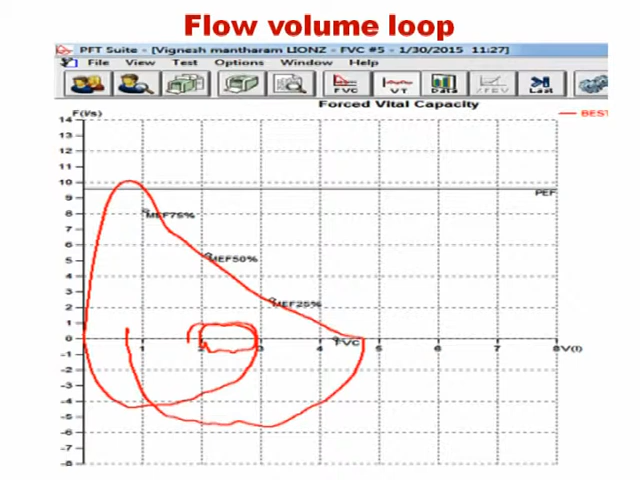 Flow volume loop
PFT Suite - [Vignesh mantharam LIONZ - FVC #5 - 1/30/2015 11:27]
File View Test Options Window Help
FVC VT Data ZFRV Last
Forced Vital Capacity
F(l/s)
BEST
14
13
12
11
10
9
8
7
6
5
4
3
2
1
0
-1
-2
-3
-4
-5
-6
-7
-8
PEF
MEF75%
MEF50%
MEF25%
FVC
1 2 3 4 5 6 7 8 V(l)